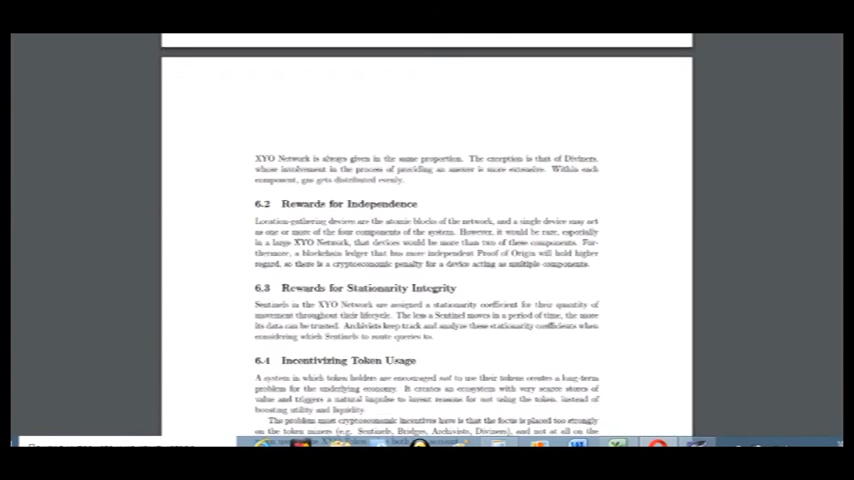 XYO Network is always given in the same proportion. The exception is that of Diviners,
whose involvement in the process of providing an answer is more extensive. Within each
component, gas gets distributed evenly.
6.2 Rewards for Independence
Location-gathering devices are the atomic blocks of the network, and a single device may act
as one or more of the four components of the system. However, it would be rare, especially
in a large XYO Network, that devices would be more than two of these components. Fur-
thermore, a blockchain ledger that has more independent Proof of Origin will hold higher
regard, so there is a cryptoeconomic penalty for a device acting as multiple components.
6.3 Rewards for Stationarity Integrity
Sentinels in the XYO Network are assigned a stationarity coefficient for their quantity of
movement throughout their lifecycle. The less a Sentinel moves in a period of time, the more
its data can be trusted. Archivists keep track and analyze these stationarity coefficients when
considering which Sentinels to route queries to.
6.4 Incentivizing Token Usage
A system in which token holders are encouraged not to use their tokens creates a long-term
problem for the underlying economy. It creates an ecosystem with very scarce stores of
value and triggers a natural impulse to invent reasons for not using the token, instead of
boosting utility and liquidity.
The problem most cryptoeconomic incentives have is that the focus is placed too strongly
on the token miners (e.g. Sentinels, Bridges, Archivists, Diviners), and not at all on the